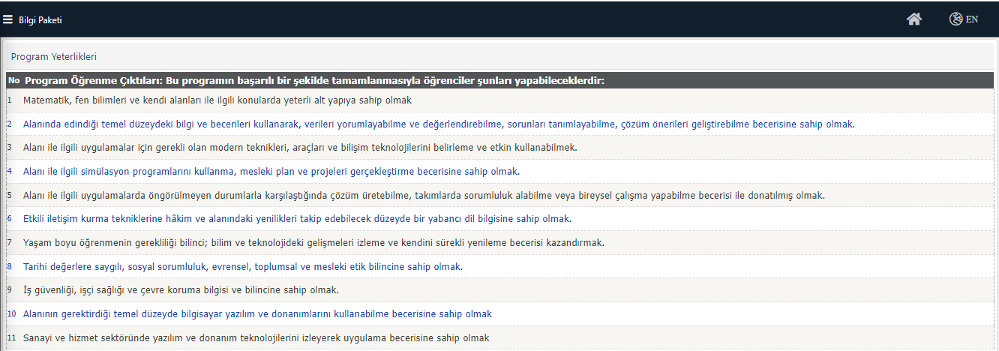 Bilgi Paketi
EN
Program Yeterlikleri
No Program Öğrenme Çıktıları: Bu programın başarılı bir şekilde tamamlanmasıyla öğrenciler şunları yapabileceklerdir:
1 Matematik, fen bilimleri ve kendi alanları ile ilgili konularda yeterli alt yapıya sahip olmak
2 Alanında edindiği temel düzeydeki bilgi ve becerileri kullanarak, verileri yorumlayabilme ve değerlendirebilme, sorunları tanımlayabilme, çözüm önerileri geliştirebilme becerisine sahip olmak.
3 Alanı ile ilgili uygulamalar için gerekli olan modern teknikleri, araçları ve bilişim teknolojilerini belirleme ve etkin kullanabilmek.
4 Alanı ile ilgili simülasyon programlarını kullanma, mesleki plan ve projeleri gerçekleştirme becerisine sahip olmak.
5 Alanı ile ilgili uygulamalarda öngörülmeyen durumlarla karşılaştığında çözüm üretebilme, takımlarda sorumluluk alabilme veya bireysel çalışma yapabilme becerisi ile donatılmış olmak.
6 Etkili iletişim kurma tekniklerine hâkim ve alanındaki yenilikleri takip edebilecek düzeyde bir yabancı dil bilgisine sahip olmak.
7 Yaşam boyu öğrenmenin gerekliliği bilinci; bilim ve teknolojideki gelişmeleri izleme ve kendini sürekli yenileme becerisi kazandırmak.
8 Tarihi değerlere saygılı, sosyal sorumluluk, evrensel, toplumsal ve mesleki etik bilincine sahip olmak.
9 İş güvenliği, işçi sağlığı ve çevre koruma bilgisi ve bilincine sahip olmak.
10 Alanının gerektirdiği temel düzeyde bilgisayar yazılım ve donanımlarını kullanabilme becerisine sahip olmak
11 Sanayi ve hizmet sektöründe yazılım ve donanım teknolojilerini izleyerek uygulama becerisine sahip olmak